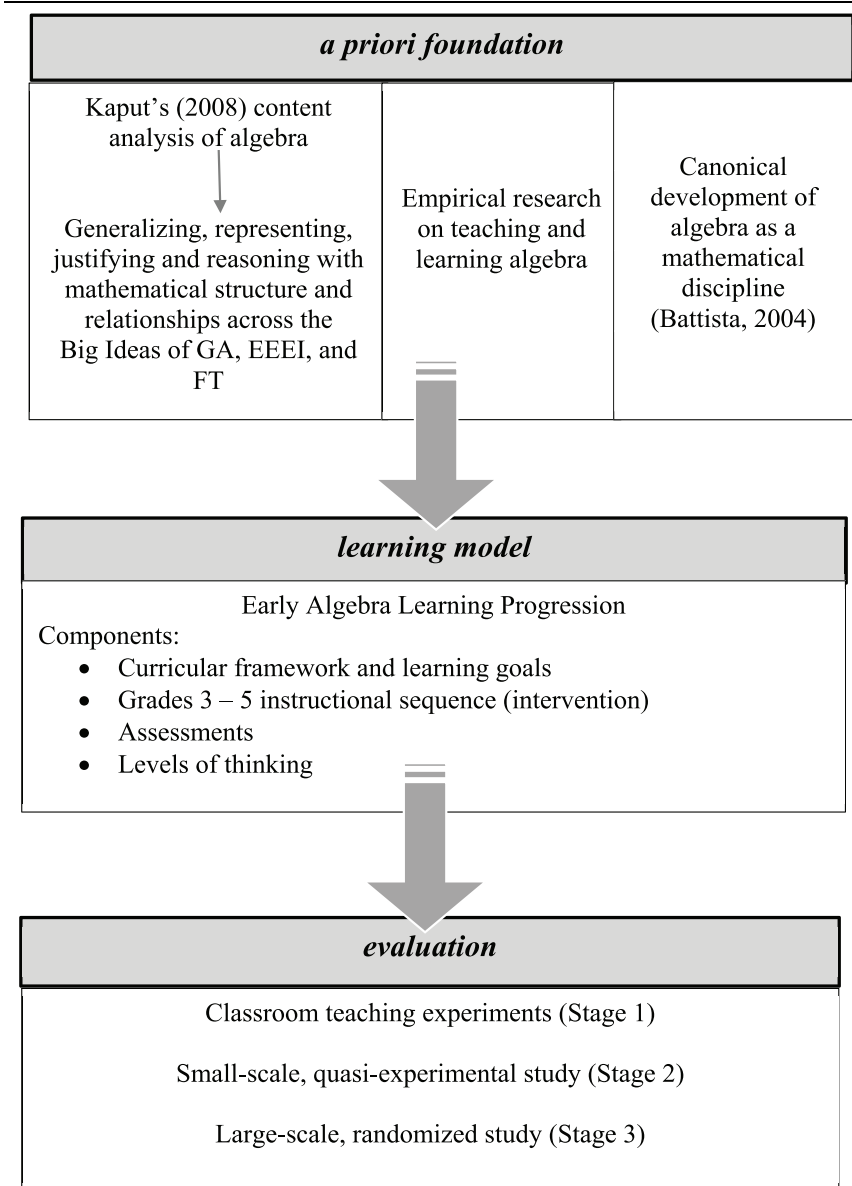 a priori foundation
Kaput’s (2008) content
analysis of algebra
Generalizing, representing,
justifying and reasoning with
mathematical structure and
relationships across the
Big Ideas of GA, EEEI, and
FT
Empirical research
on teaching and
learning algebra
Canonical
development of
algebra as a
mathematical
discipline
(Battista, 2004)
learning model
Early Algebra Learning Progression
Components:
• Curricular framework and learning goals
• Grades 3 – 5 instructional sequence (intervention)
• Assessments
• Levels of thinking
evaluation
Classroom teaching experiments (Stage 1)
Small-scale, quasi-experimental study (Stage 2)
Large-scale, randomized study (Stage 3)